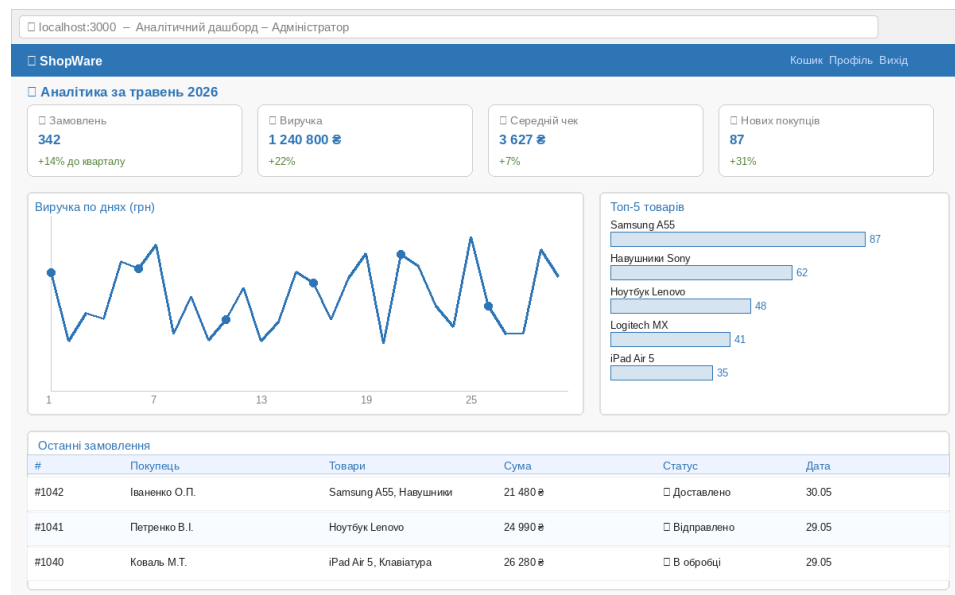 localhost:3000 – Аналітичний дашборд – Адміністратор
ShopWare
Кошик Профіль Вихід
Аналітика за травень 2026
Замовлень
342
+14% до кварталу
Виручка
1 240 800 ₴
+22%
Середній чек
3 627 ₴
+7%
Нових покупців
87
+31%
Виручка по днях (грн)
1 7 13 19 25
Топ-5 товарів
Samsung A55
87
Навушники Sony
62
Ноутбук Lenovo
48
Logitech MX
41
iPad Air 5
35
Останні замовлення
# Покупець Товари Сума Статус Дата
#1042 Іваненко О.П. Samsung A55, Навушники 21 480 ₴ Доставлено 30.05
#1041 Петренко В.І. Ноутбук Lenovo 24 990 ₴ Відправлено 29.05
#1040 Коваль М.Т. iPad Air 5, Клавіатура 26 280 ₴ В обробці 29.05